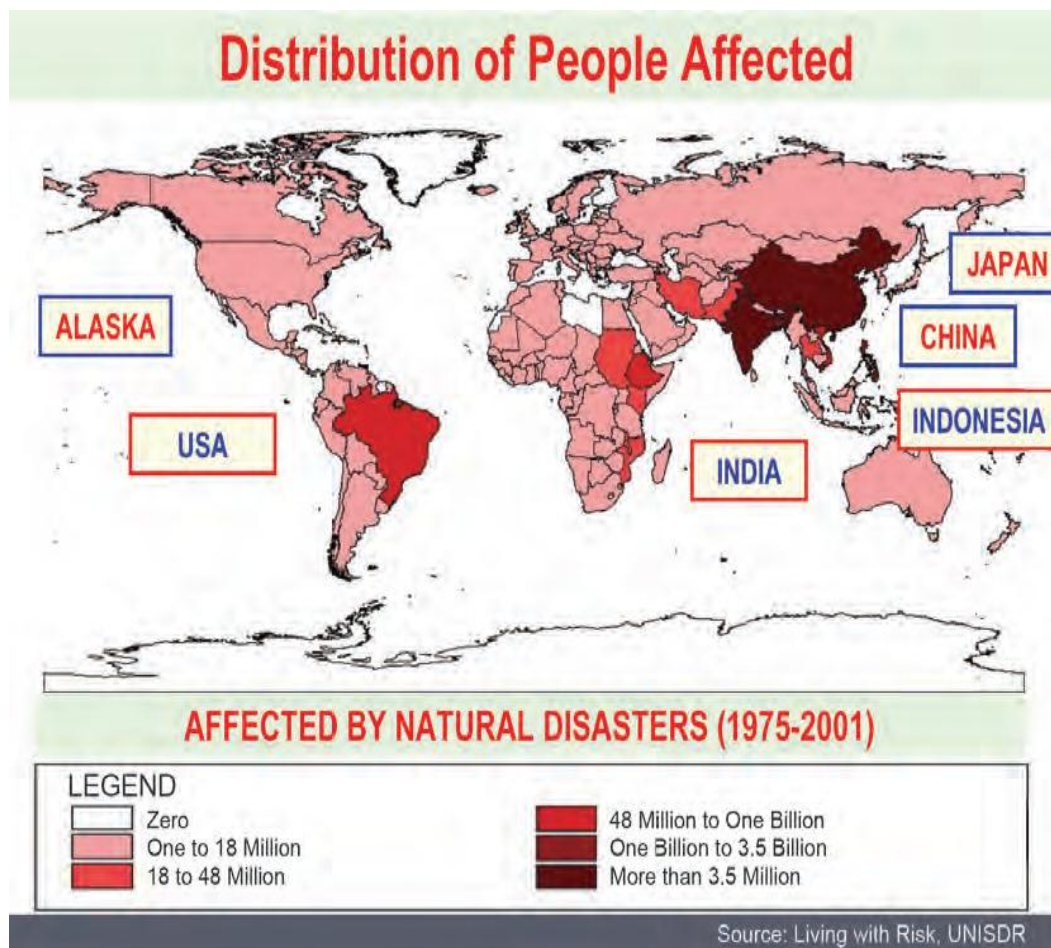 Distribution of People Affected
JAPAN
ALASKA
CHINA
INDONESIA
USA
INDIA
AFFECTED BY NATURAL DISASTERS (1975-2001)
LEGEND
Zero
One to 18 Million
18 to 48 Million
48 Million to One Billion
One Billion to 3.5 Billion
More than 3.5 Million
Source: Living with Risk, UNISDR